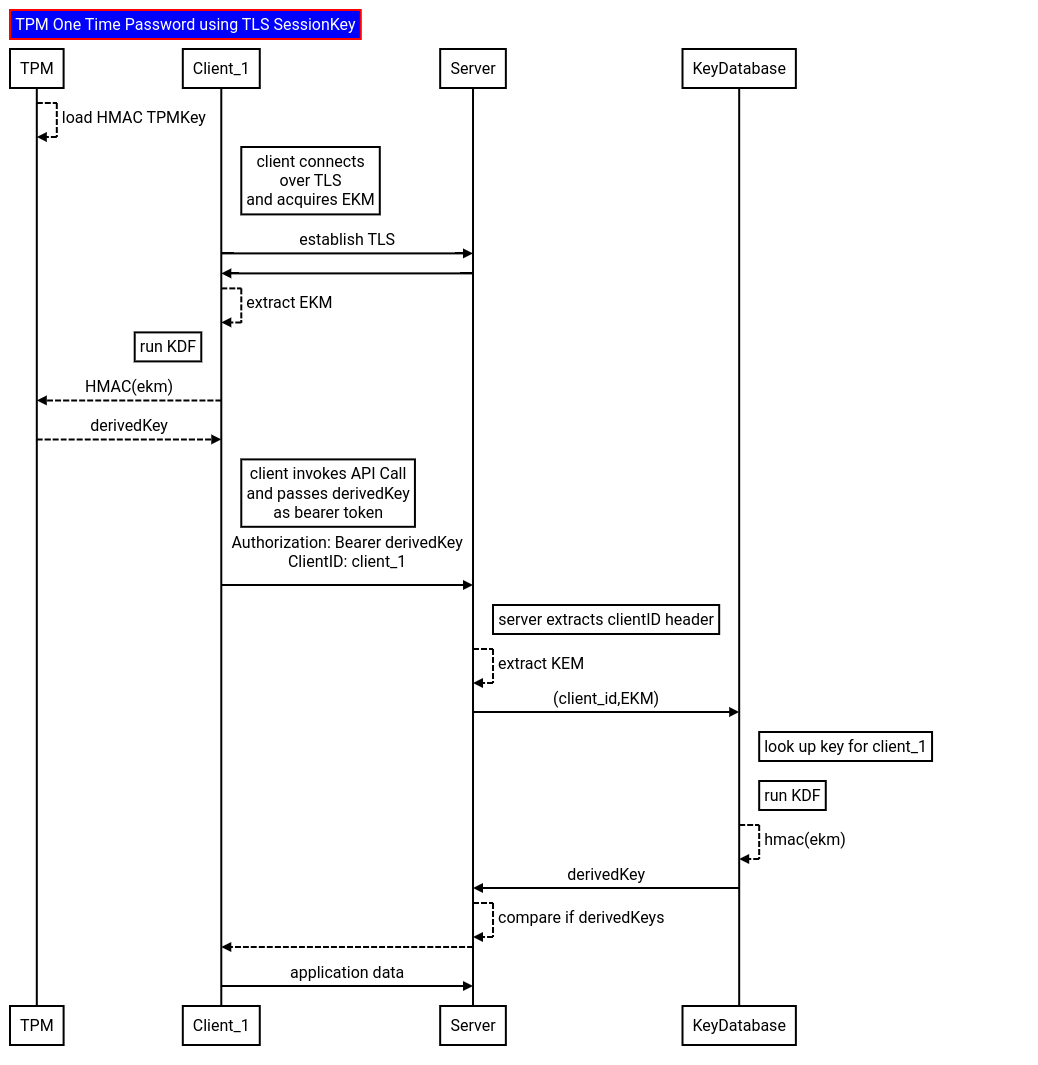 TPM One Time Password using TLS SessionKey
TPM
Client_1
Server
KeyDatabase
load HMAC TPMKey
client connects
over TLS
and acquires EKM
establish TLS
extract EKM
run KDF
HMAC(ekm)
derivedKey
client invokes API Call
and passes derivedKey
as bearer token
Authorization: Bearer derivedKey
ClientID: client_1
server extracts clientID header
extract KEM
(client_id,EKM)
look up key for client_1
run KDF
hmac(ekm)
derivedKey
compare if derivedKeys
application data
TPM
Client_1
Server
KeyDatabase